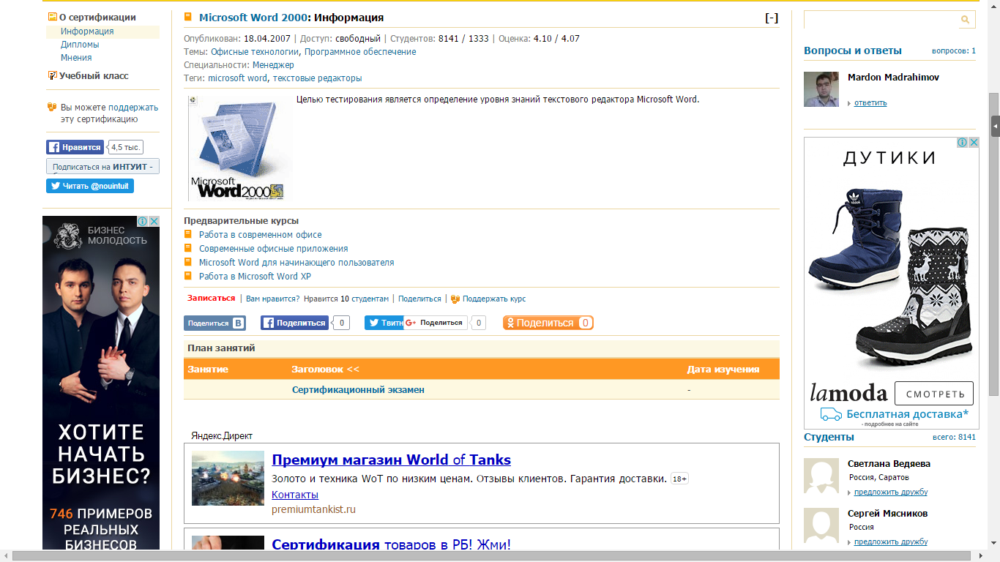 О сертификации
Информация
Дипломы
Мнения
Учебный класс
Вы можете поддержать
эту сертификацию
Нравится 4,5 тыс.
Подписаться на ИНТУИТ -
Читать @nouintuit
БИЗНЕС
МОЛОДОСТЬ
ХОТИТЕ
НАЧАТЬ
БИЗНЕС?
746 ПРИМЕРОВ
РЕАЛЬНЫХ
БИЗНЕСОВ
Microsoft Word 2000: Информация [-]
Опубликован: 18.04.2007 | Доступ: свободный | Студентов: 8141 / 1333 | Оценка: 4.10 / 4.07
Темы: Офисные технологии, Программное обеспечение
Специальности: Менеджер
Теги: microsoft word, текстовые редакторы
Целью тестирования является определение уровня знаний текстового редактора Microsoft Word.
Microsoft
Word2000
Предварительные курсы
Работа в современном офисе
Современные офисные приложения
Microsoft Word для начинающего пользователя
Работа в Microsoft Word XP
Записаться | Вам нравится? Нравится 10 студентам | Поделиться | Поддержать курс
Поделиться B Поделиться 0 Твитн G+ Поделиться 0 Поделиться 0
План занятий
Занятие Заголовок << Дата изучения
Сертификационный экзамен -
Яндекс.Директ
Премиум магазин World of Tanks
Золото и техника WoT по низким ценам. Отзывы клиентов. Гарантия доставки. 18+
Контакты
premiumtankist.ru
Сертификация товаров в РБ! Жми!
Вопросы и ответы вопросов: 1
Mardon Madrahimov
ответить
ДУТИКИ
lamoda СМОТРЕТЬ
Бесплатная доставка*
- подробнее на сайте
Студенты всего: 8141
Светлана Ведяева
Россия, Саратов
предложить дружбу
Сергей Мясников
Россия
предложить дружбу